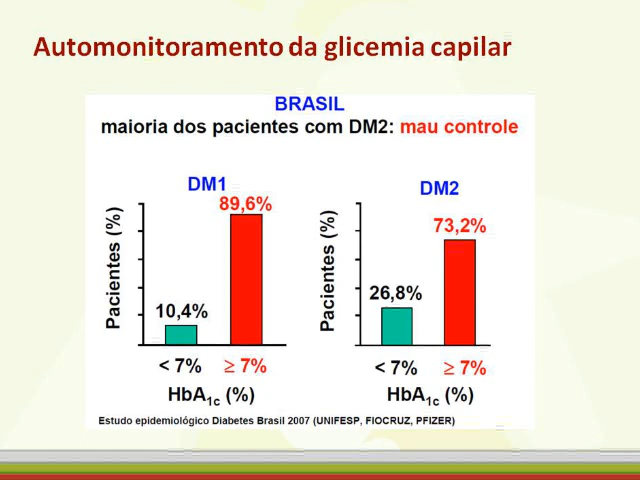 Automonitoramento da glicemia capilar
BRASIL
maioria dos pacientes com DM2: mau controle
DM1
89,6%
10,4%
Pacientes (%)
< 7% ≥ 7%
HbA1c (%)
DM2
73,2%
26,8%
Pacientes (%)
< 7% ≥ 7%
HbA1c (%)
Estudo epidemiológico Diabetes Brasil 2007 (UNIFESP, FIOCRUZ, PFIZER)